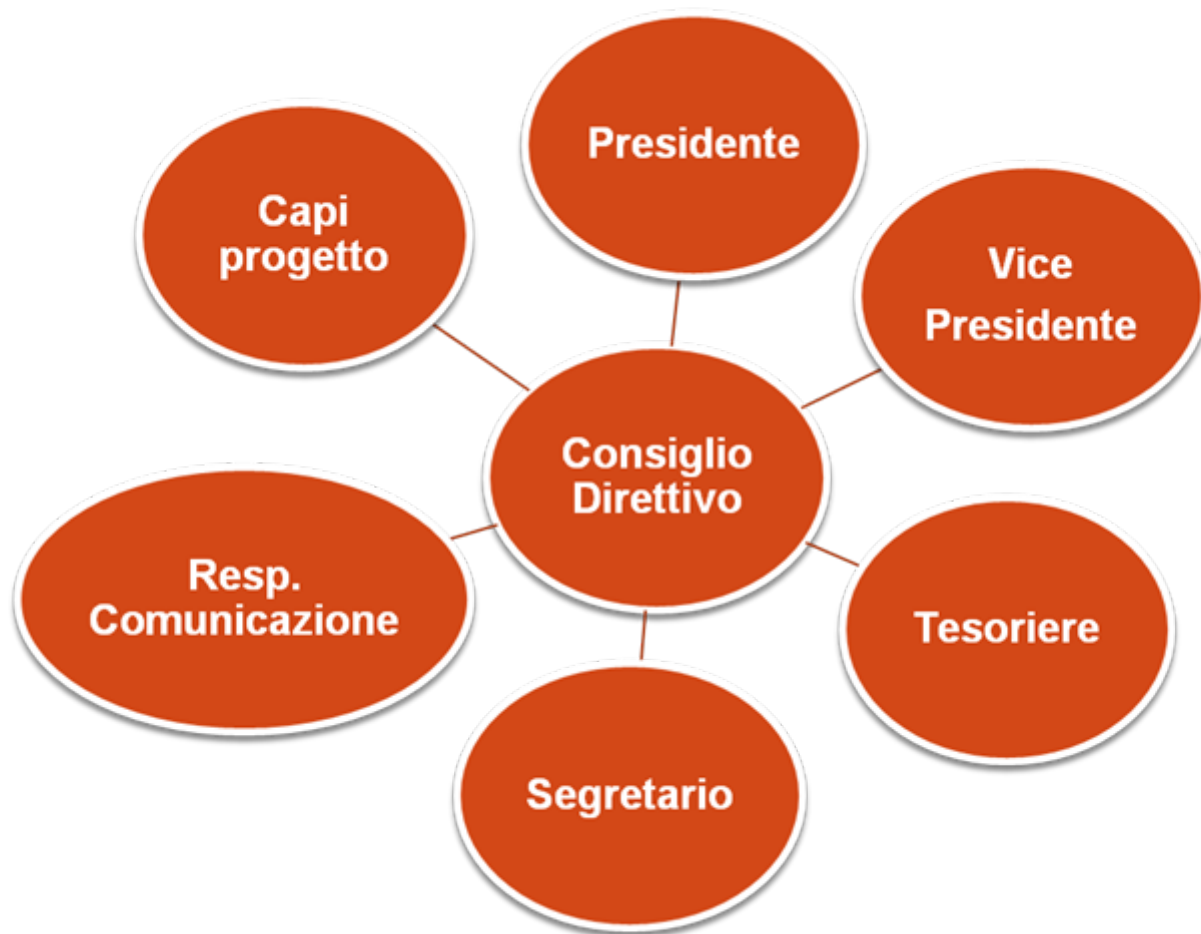 Presidente
Capi
progetto
Vice
Presidente
Consiglio
Direttivo
Resp.
Comunicazione
Tesoriere
Segretario